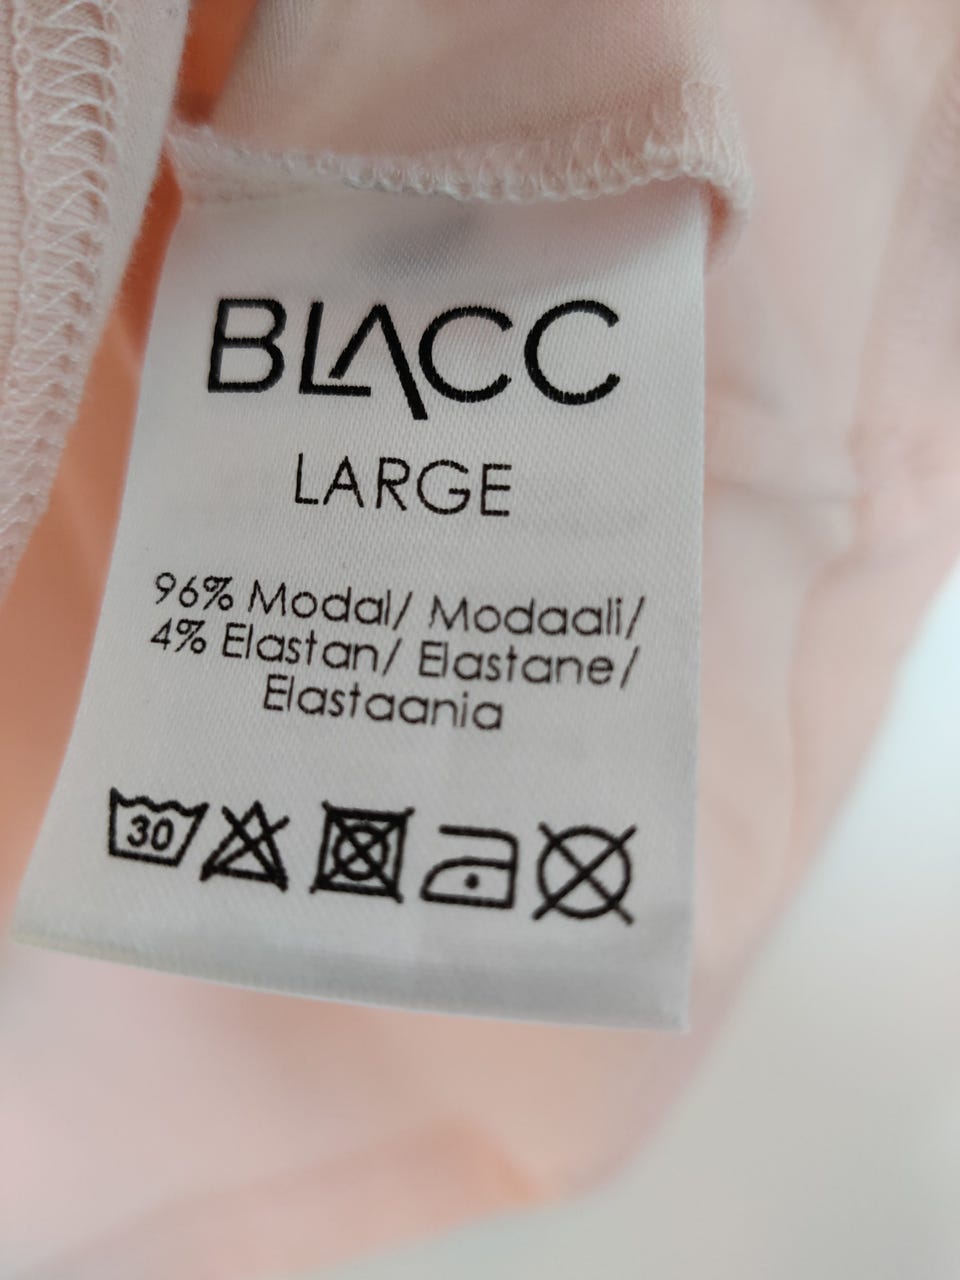 BLACC
LARGE
96% Modal/ Modaali/
4% Elastan/ Elastane/
Elastaania
30